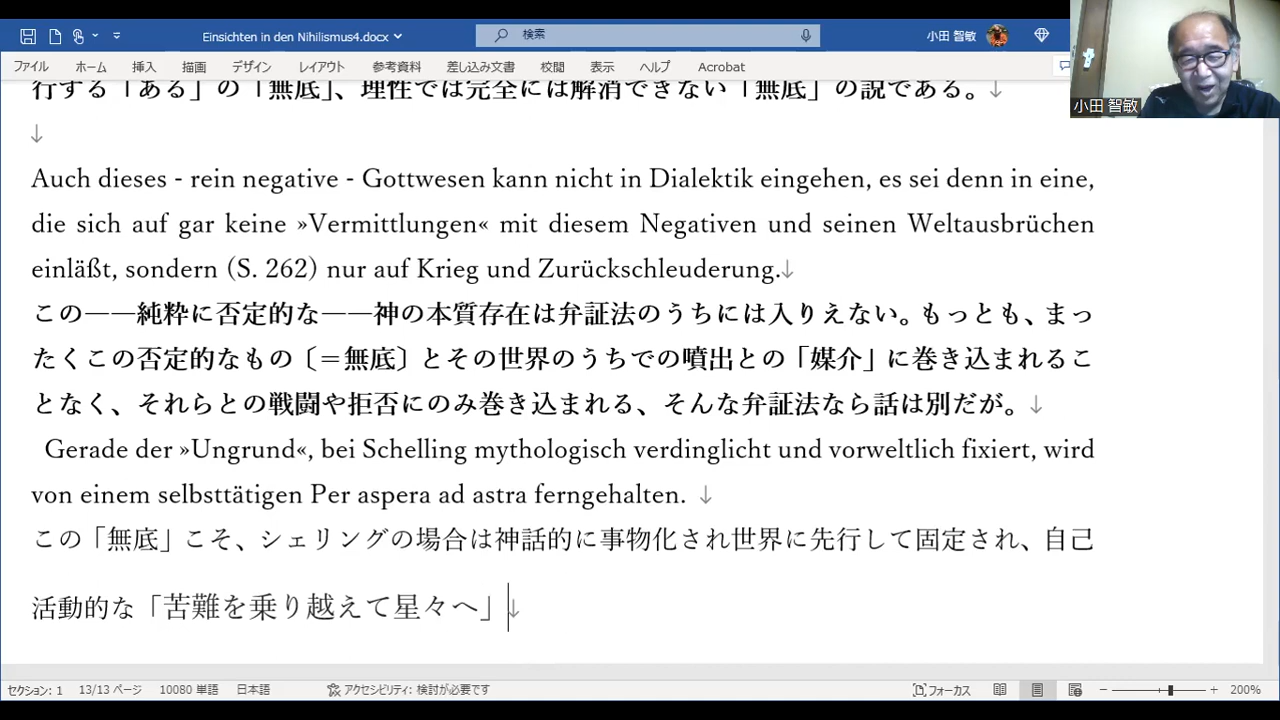 Einsichten in den Nihilismus4.docx
検索
小田 智敏
ファイル ホーム 挿入 描画 デザイン レイアウト 参考資料 差し込み文書 校閲 表示 ヘルプ Acrobat
小田 智敏
行する「ある」の「無底」、理性では完全には解消できない「無底」の説である。↓
↓
Auch dieses - rein negative - Gottwesen kann nicht in Dialektik eingehen, es sei denn in eine,
die sich auf gar keine »Vermittlungen« mit diesem Negativen und seinen Weltausbrüchen
einläßt, sondern (S. 262) nur auf Krieg und Zurückschleuderung.↓
この――純粋に否定的な――神の本質存在は弁証法のうちには入りえない。もっとも、まっ
たくこの否定的なもの〔＝無底〕とその世界のうちでの噴出との「媒介」に巻き込まれるこ
となく、それらとの戦闘や拒否にのみ巻き込まれる、そんな弁証法なら話は別だが。↓
Gerade der »Ungrund«, bei Schelling mythologisch verdinglicht und vorweltlich fixiert, wird
von einem selbsttätigen Per aspera ad astra ferngehalten. ↓
この「無底」こそ、シェリングの場合は神話的に事物化され世界に先行して固定され、自己
活動的な「苦難を乗り越えて星々へ」↓
セクション: 1 13/13 ページ 10080 単語 日本語 アクセシビリティ: 検討が必要です フォーカス 200%